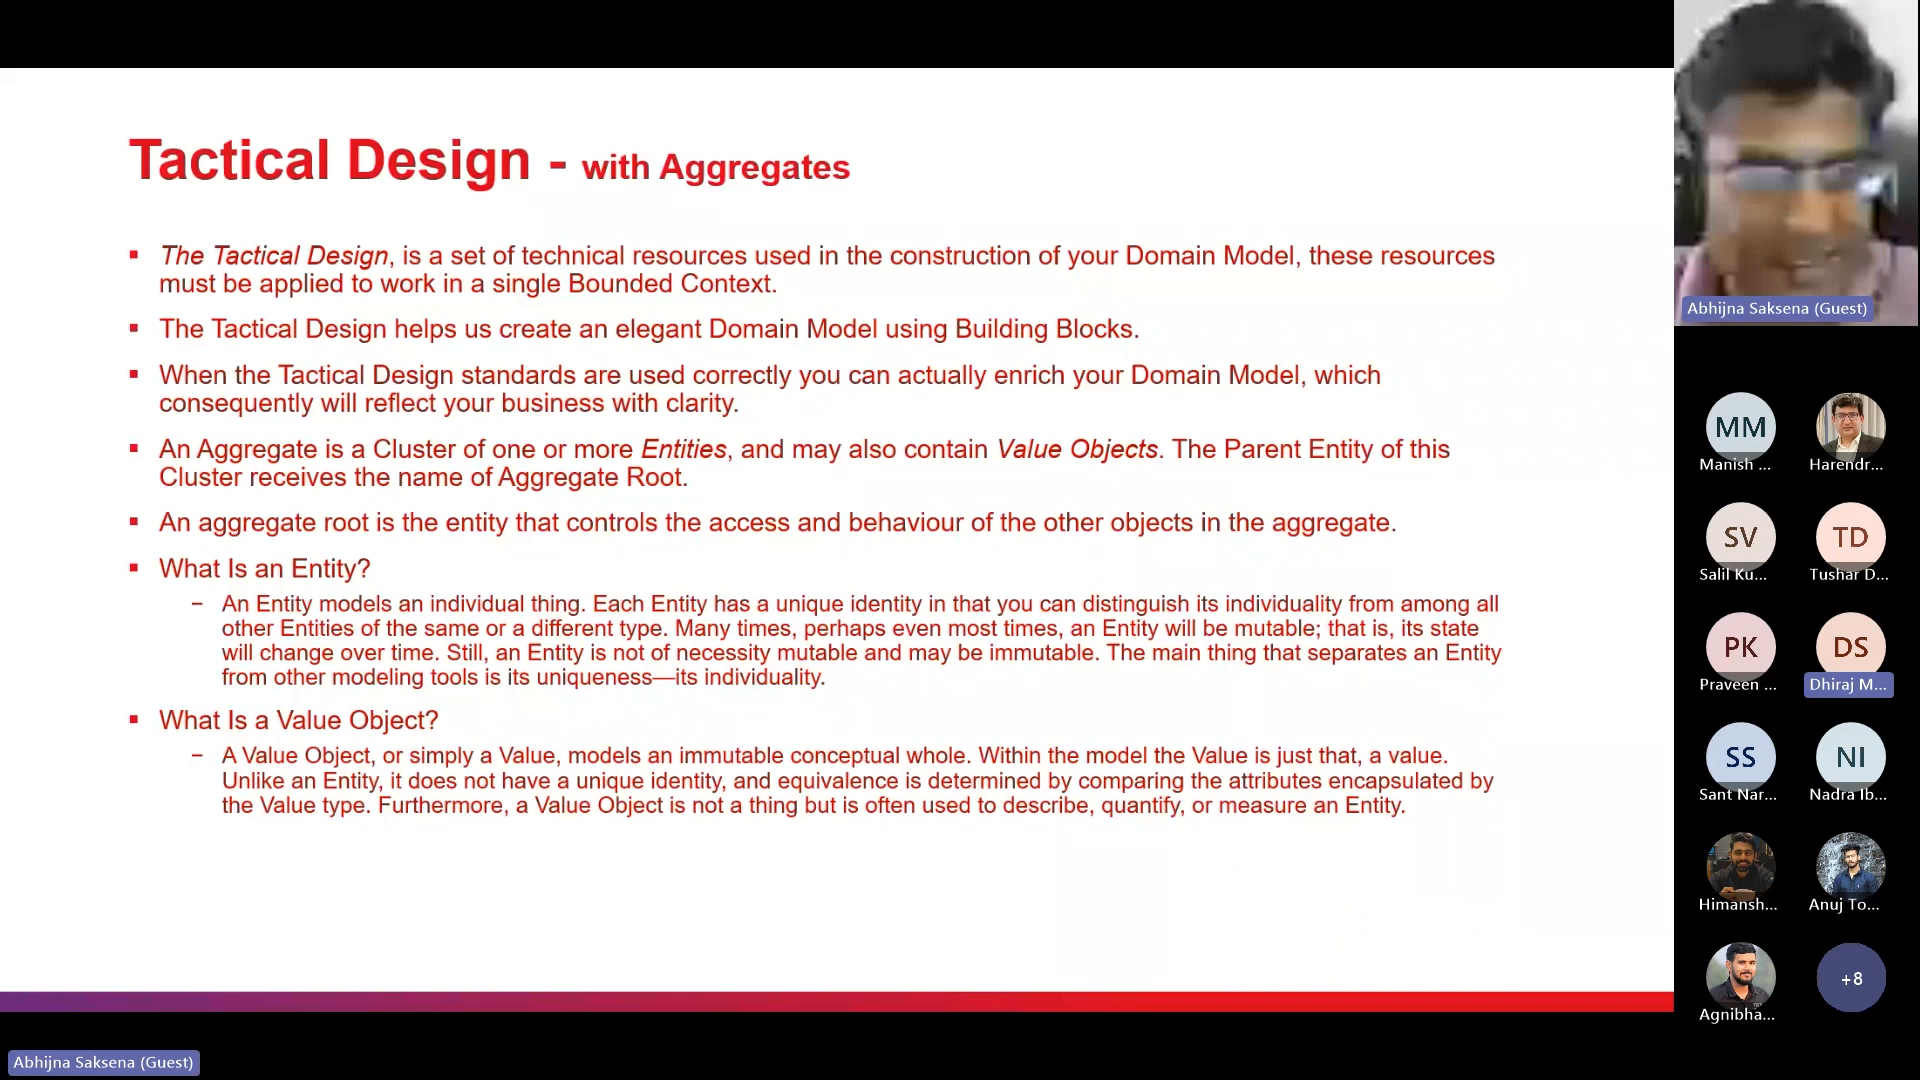 Tactical Design - with Aggregates
▪ The Tactical Design, is a set of technical resources used in the construction of your Domain Model, these resources
must be applied to work in a single Bounded Context.
▪ The Tactical Design helps us create an elegant Domain Model using Building Blocks.
▪ When the Tactical Design standards are used correctly you can actually enrich your Domain Model, which
consequently will reflect your business with clarity.
▪ An Aggregate is a Cluster of one or more Entities, and may also contain Value Objects. The Parent Entity of this
Cluster receives the name of Aggregate Root.
▪ An aggregate root is the entity that controls the access and behaviour of the other objects in the aggregate.
▪ What Is an Entity?
– An Entity models an individual thing. Each Entity has a unique identity in that you can distinguish its individuality from among all
other Entities of the same or a different type. Many times, perhaps even most times, an Entity will be mutable; that is, its state
will change over time. Still, an Entity is not of necessity mutable and may be immutable. The main thing that separates an Entity
from other modeling tools is its uniqueness—its individuality.
▪ What Is a Value Object?
– A Value Object, or simply a Value, models an immutable conceptual whole. Within the model the Value is just that, a value.
Unlike an Entity, it does not have a unique identity, and equivalence is determined by comparing the attributes encapsulated by
the Value type. Furthermore, a Value Object is not a thing but is often used to describe, quantify, or measure an Entity.
Abhijna Saksena (Guest)
MM
Manish ... Harendr...
SV TD
Salil Ku... Tushar D...
PK DS
Praveen ... Dhiraj M...
SS NI
Sant Nar... Nadra Ib...
Himansh... Anuj To...
+8
Agnibha...
Abhijna Saksena (Guest)